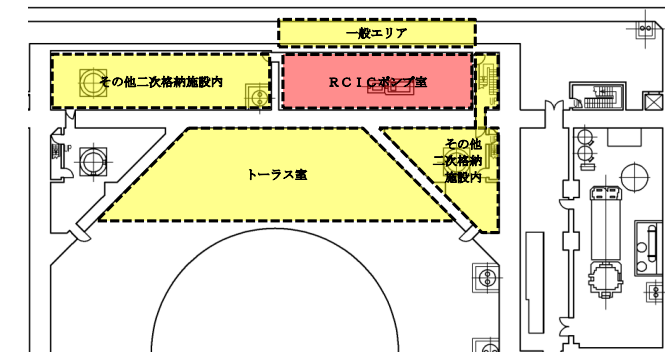 一般エリア
その他二次格納施設内
ＲＣＩＣポンプ室
その他
二次格納
施設内
トーラス室